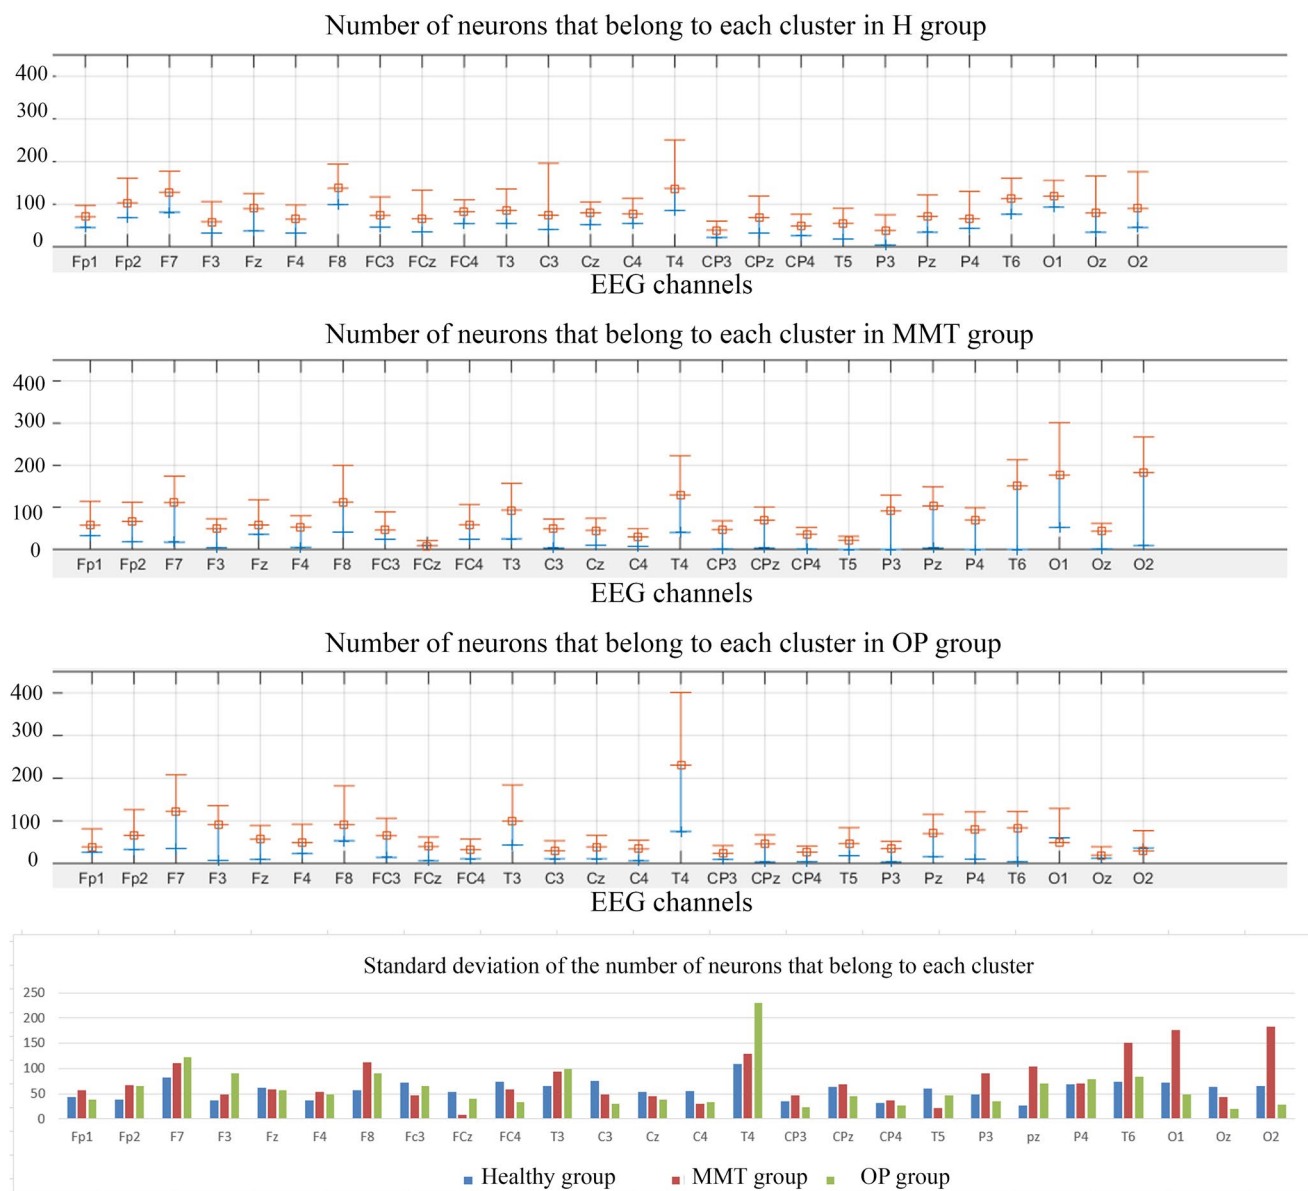 Number of neurons that belong to each cluster in H group
400
300
200
100
0
Fp1 Fp2 F7 F3 Fz F4 F8 FC3 FCz FC4 T3 C3 Cz C4 T4 CP3 CPz CP4 T5 P3 Pz P4 T6 O1 Oz O2
EEG channels
Number of neurons that belong to each cluster in MMT group
400
300
200
100
0
Fp1 Fp2 F7 F3 Fz F4 F8 FC3 FCz FC4 T3 C3 Cz C4 T4 CP3 CPz CP4 T5 P3 Pz P4 T6 O1 Oz O2
EEG channels
Number of neurons that belong to each cluster in OP group
400
300
200
100
0
Fp1 Fp2 F7 F3 Fz F4 F8 FC3 FCz FC4 T3 C3 Cz C4 T4 CP3 CPz CP4 T5 P3 Pz P4 T6 O1 Oz O2
EEG channels
Standard deviation of the number of neurons that belong to each cluster
250
200
150
100
50
0
Fp1 Fp2 F7 F3 Fz F4 F8 Fc3 FCz FC4 T3 C3 Cz C4 T4 CP3 CPz CP4 T5 P3 pz P4 T6 O1 Oz O2
Healthy group MMT group OP group